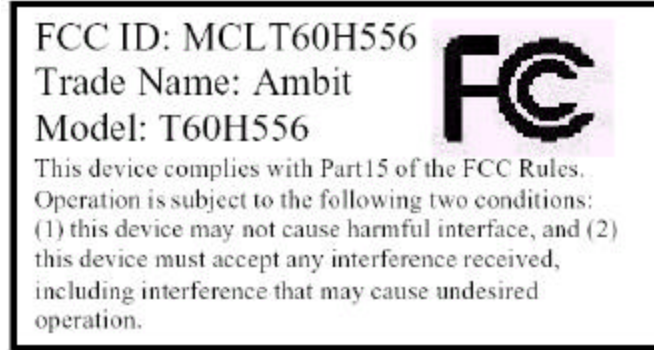 FCC ID: MCLT60H556
Trade Name: Ambit
Model: T60H556
FCC
This device complies with Part15 of the FCC Rules.
Operation is subject to the following two conditions:
(1) this device may not cause harmful interface, and (2)
this device must accept any interference received,
including interference that may cause undesired
operation.